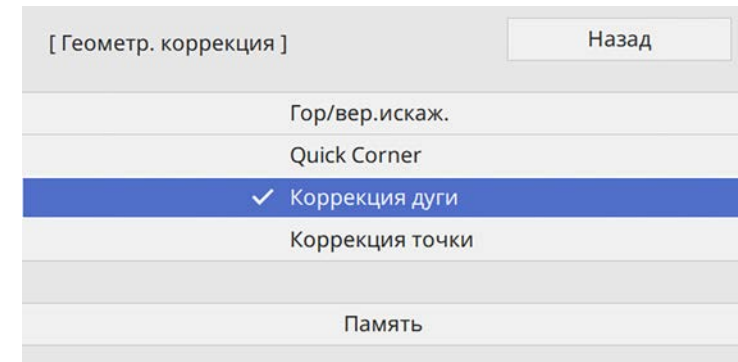 [ Геометр. коррекция ]
Назад
Гор/вер.искаж.
Quick Corner
Коррекция дуги
Коррекция точки
Память